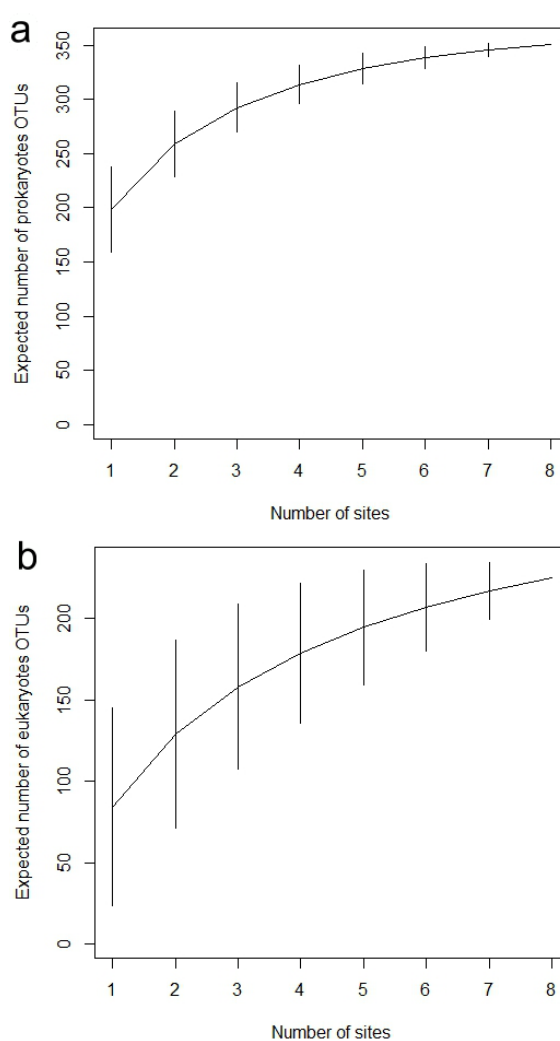 a
Expected number of prokaryotes OTUs
350
300
250
200
150
100
50
0
1 2 3 4 5 6 7 8
Number of sites
b
Expected number of eukaryotes OTUs
200
150
100
50
0
1 2 3 4 5 6 7 8
Number of sites